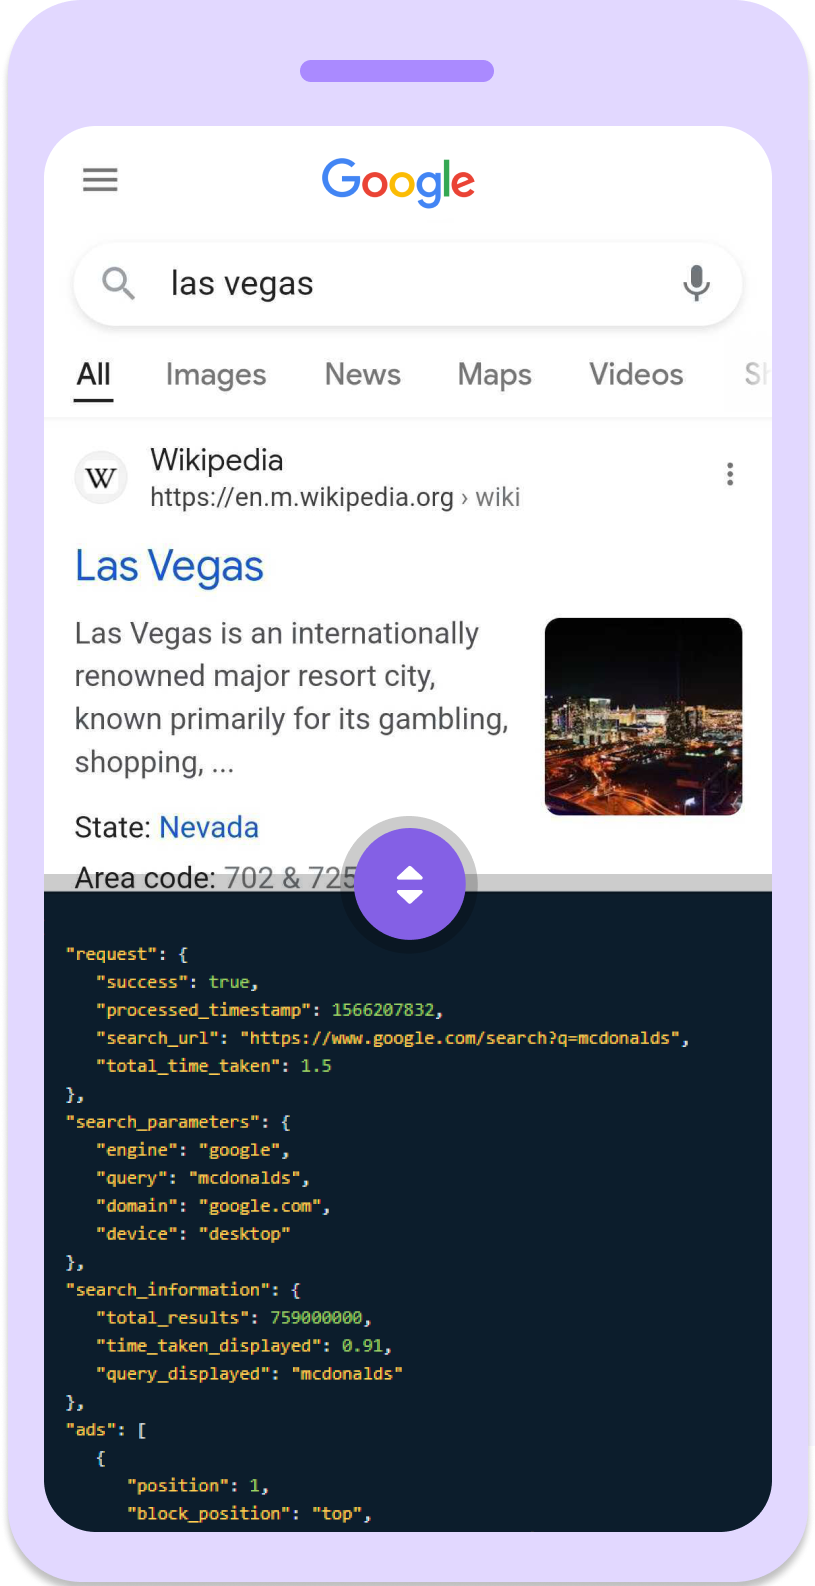 Google
las vegas
All Images News Maps Videos
Wikipedia
W
https://en.m.wikipedia.org › wiki
Las Vegas
Las Vegas is an internationally
renowned major resort city,
known primarily for its gambling,
shopping, ...
State: Nevada
Area code: 702 & 725
"request": {
"success": true,
"processed_timestamp": 1566207832,
"search_url": "https://www.google.com/search?q=mcdonalds",
"total_time_taken": 1.5
},
"search_parameters": {
"engine": "google",
"query": "mcdonalds",
"domain": "google.com",
"device": "desktop"
},
"search_information": {
"total_results": 759000000,
"time_taken_displayed": 0.91,
"query_displayed": "mcdonalds"
},
"ads": [
{
"position": 1,
"block_position": "top",